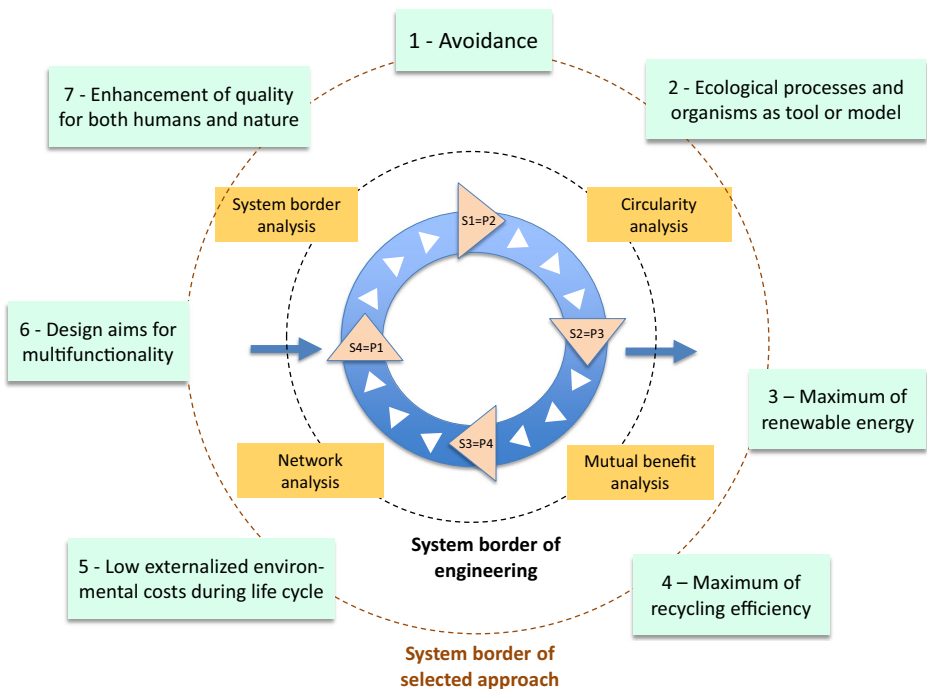 1 - Avoidance
7 - Enhancement of quality
for both humans and nature
2 - Ecological processes and
organisms as tool or model
System border
analysis
Circularity
analysis
S1=P2
6 - Design aims for
multifunctionality
S4=P1
S2=P3
3 – Maximum of
renewable energy
S3=P4
Network
analysis
Mutual benefit
analysis
System border of
engineering
5 - Low externalized environ-
mental costs during life cycle
4 – Maximum of
recycling efficiency
System border of
selected approach